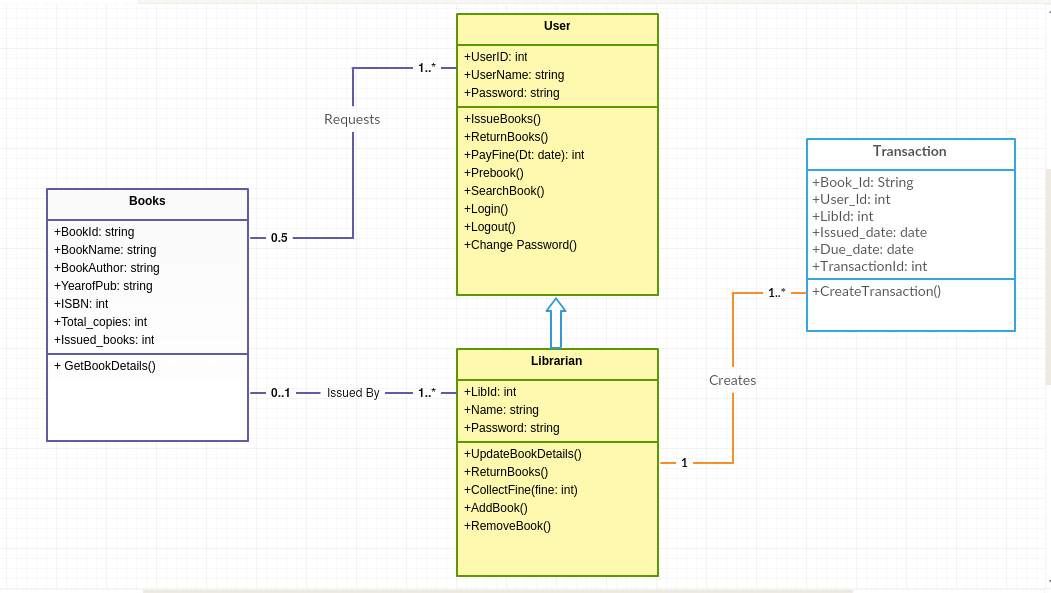 User
+UserID: int
+UserName: string
+Password: string
+IssueBooks()
+ReturnBooks()
+PayFine(Dt: date): int
+Prebook()
+SearchBook()
+Login()
+Logout()
+Change Password()
1..*
Requests
0.5
Books
+BookId: string
+BookName: string
+BookAuthor: string
+YearofPub: string
+ISBN: int
+Total_copies: int
+Issued_books: int
+ GetBookDetails()
0..1
Issued By
1..*
Librarian
+LibId: int
+Name: string
+Password: string
+UpdateBookDetails()
+ReturnBooks()
+CollectFine(fine: int)
+AddBook()
+RemoveBook()
1
Creates
1..*
Transaction
+Book_Id: String
+User_Id: int
+LibId: int
+Issued_date: date
+Due_date: date
+TransactionId: int
+CreateTransaction()